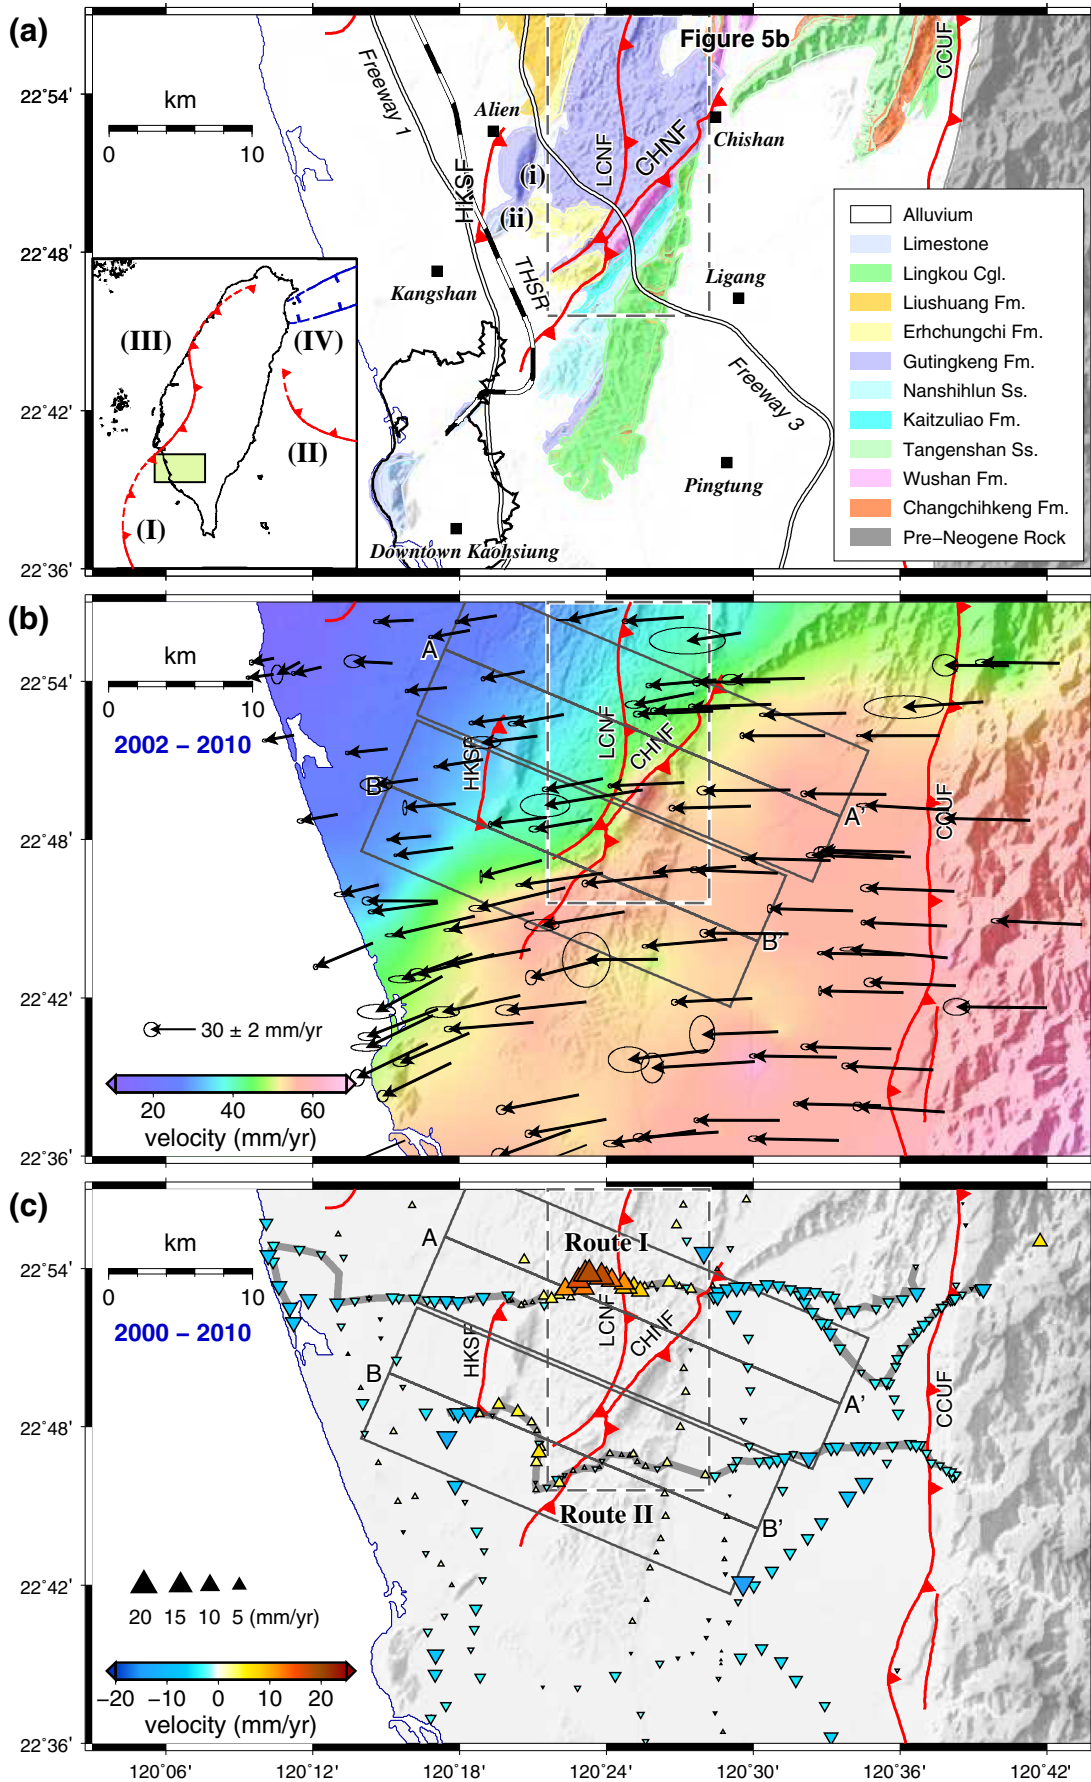 (a)
Figure 5b
CCUF
km
0 10
Freeway 1
Alien
LCNF
CHNF
Chishan
HKSF
(i)
(ii)
THSR
Kangshan
Ligang
Freeway 3
Pingtung
Downtown Kaohsiung
(III)
(IV)
(II)
(I)
Alluvium
Limestone
Lingkou Cgl.
Liushuang Fm.
Erhchungchi Fm.
Gutingkeng Fm.
Nanshihlun Ss.
Kaitzuliao Fm.
Tangenshan Ss.
Wushan Fm.
Changchihkeng Fm.
Pre−Neogene Rock
22˚54'
22˚48'
22˚42'
22˚36'
(b)
km
0 10
2002 − 2010
A
B
HKSF
LCNF
CHNF
CCUF
A'
B'
30 ± 2 mm/yr
20 40 60
velocity (mm/yr)
22˚54'
22˚48'
22˚42'
22˚36'
(c)
km
0 10
2000 − 2010
A
B
Route I
HKSF
LCNF
CHNF
CCUF
A'
Route II
B'
20 15 10 5 (mm/yr)
−20 −10 0 10 20
velocity (mm/yr)
22˚54'
22˚48'
22˚42'
22˚36'
120˚06' 120˚12' 120˚18' 120˚24' 120˚30' 120˚36' 120˚42'